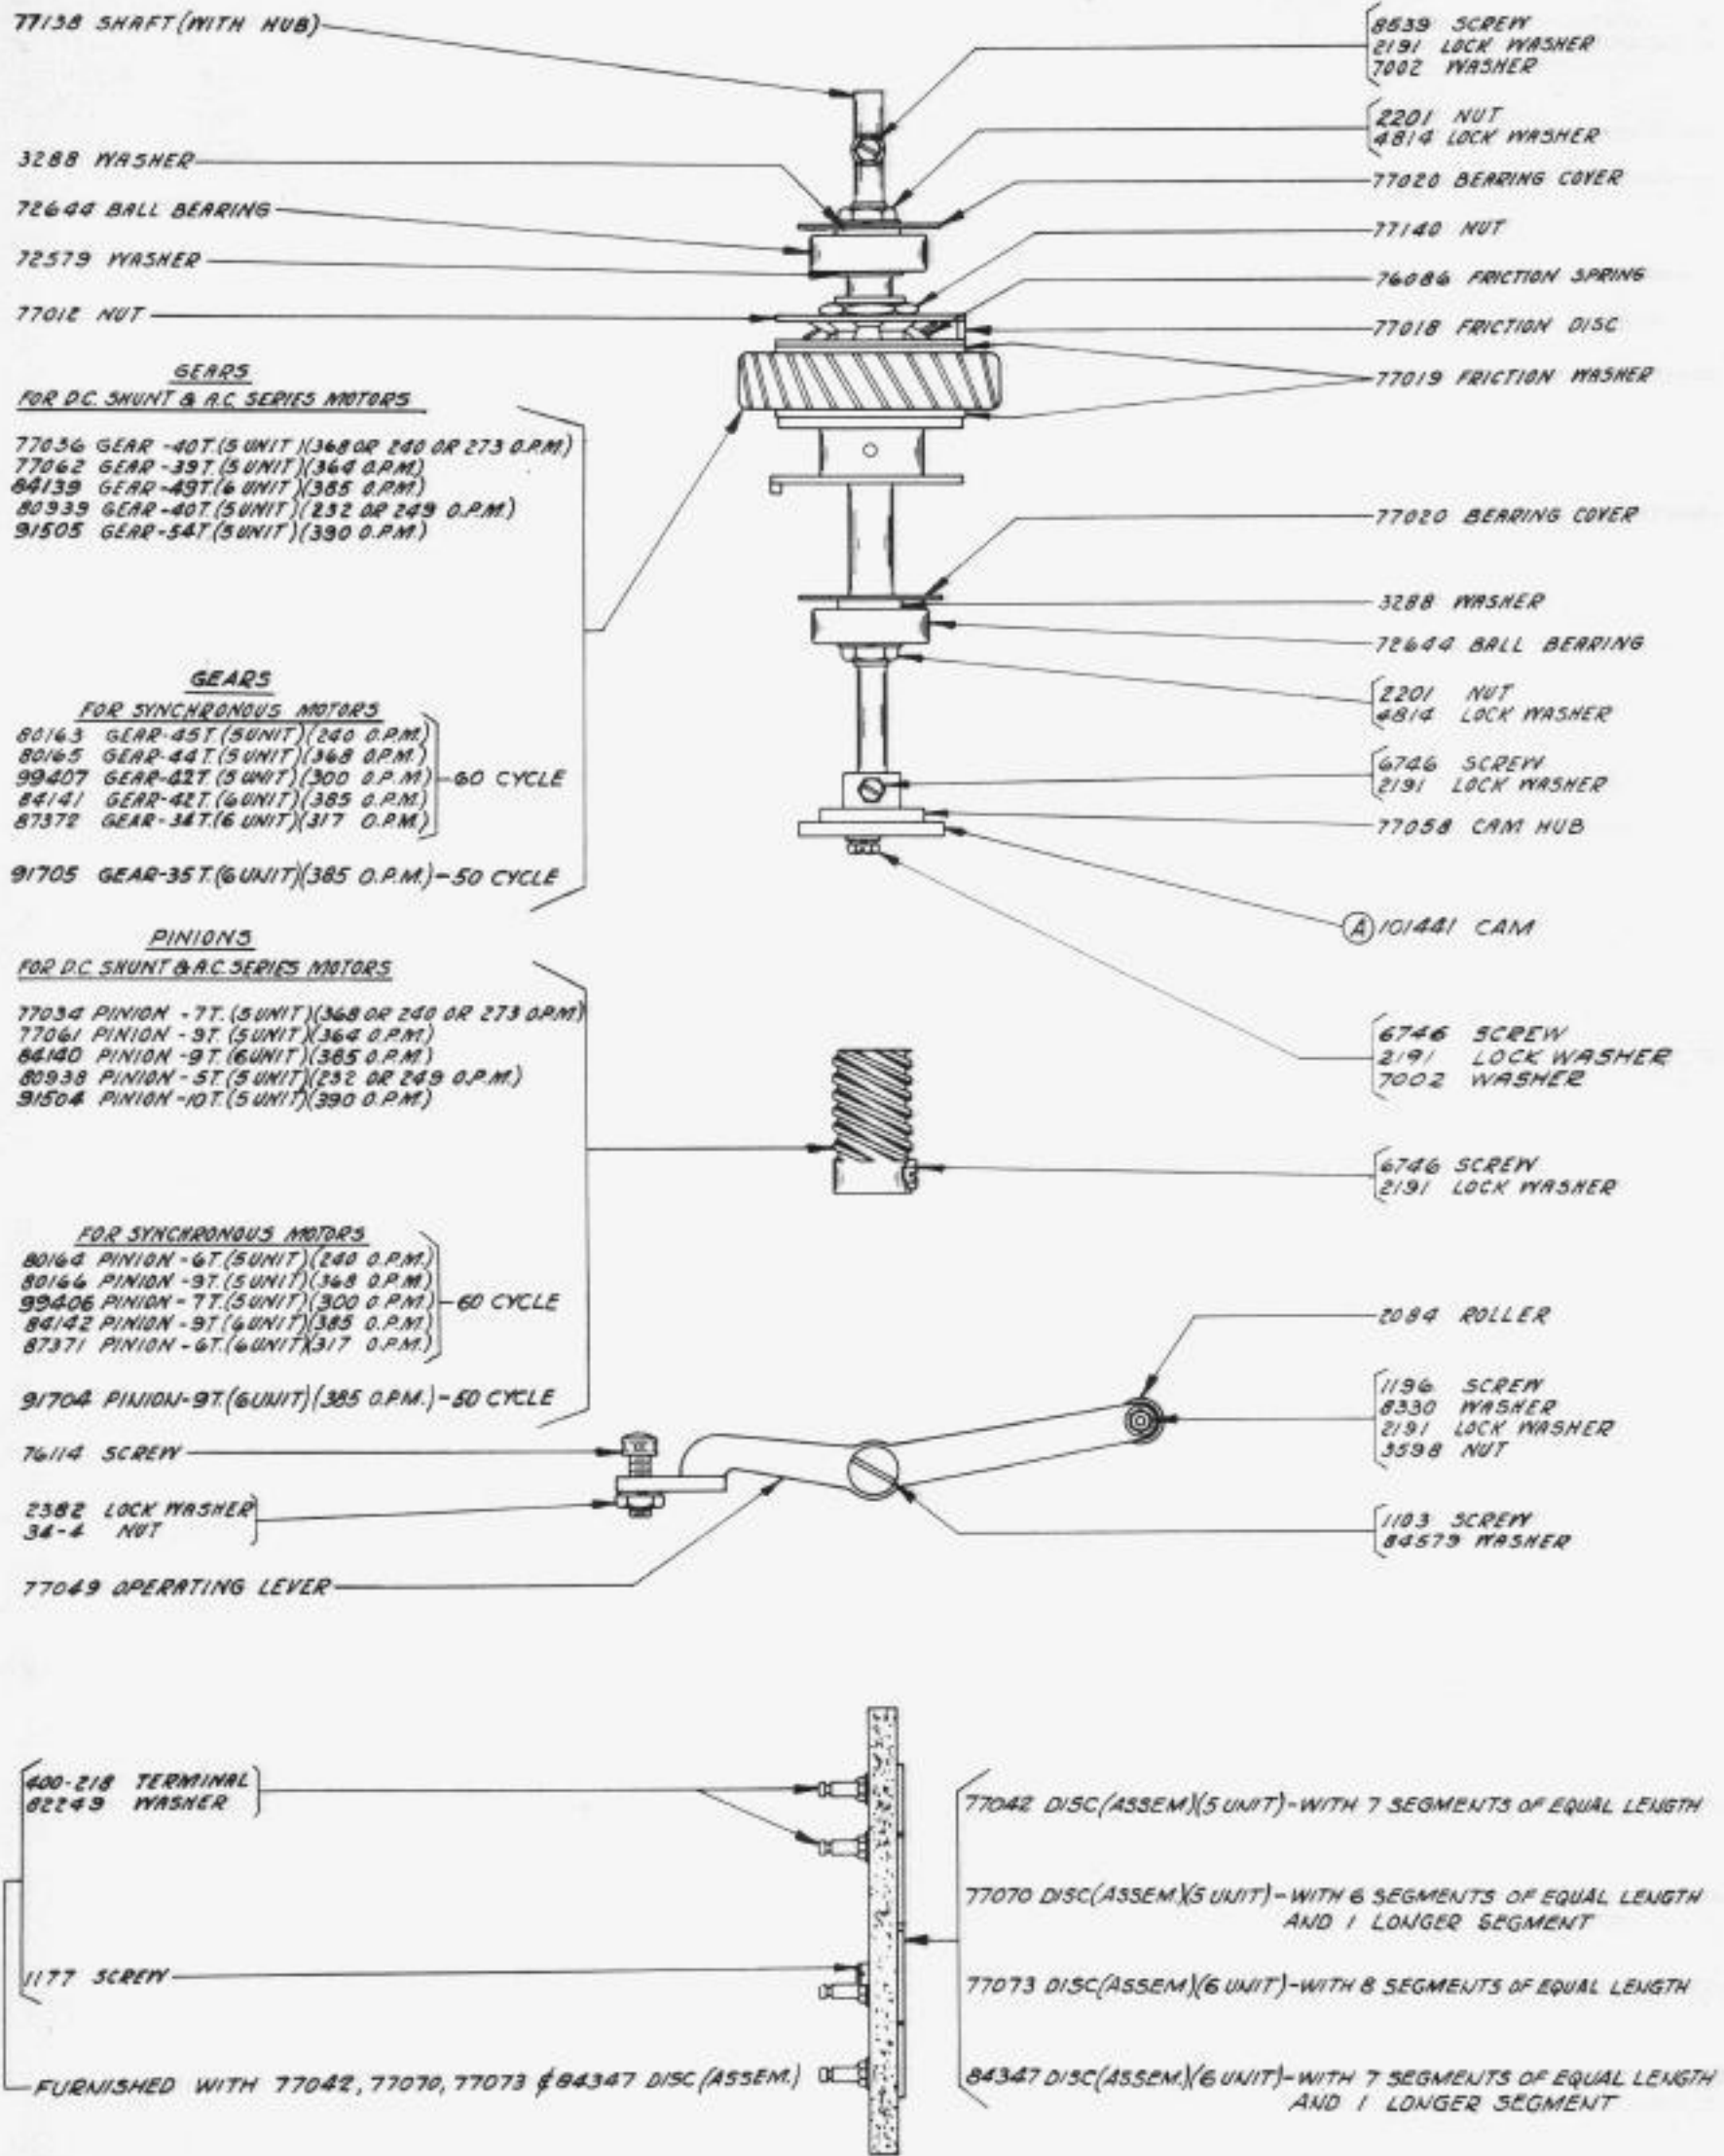 77138 SHAFT (WITH HUB)
3288 WASHER
72644 BALL BEARING
72579 WASHER
77012 NUT
GEARS
FOR D.C. SHUNT & A.C. SERIES MOTORS
77036 GEAR -40T. (5 UNIT)(368 OR 240 OR 273 O.P.M.)
77062 GEAR -39T. (5 UNIT)(364 O.P.M.)
84139 GEAR -49T. (6 UNIT)(385 O.P.M.)
80939 GEAR -40T. (5 UNIT)(232 OR 249 O.P.M.)
91505 GEAR -54T. (5 UNIT)(390 O.P.M.)
GEARS
FOR SYNCHRONOUS MOTORS
80163 GEAR-45T. (5 UNIT)(240 O.P.M.)
80165 GEAR-44T. (5 UNIT)(368 O.P.M.)
99407 GEAR-42T. (5 UNIT)(300 O.P.M) -60 CYCLE
84141 GEAR-42T. (6 UNIT)(385 O.P.M.)
87372 GEAR-34T. (6 UNIT)(317 O.P.M.)
91705 GEAR-35T. (6 UNIT)(385 O.P.M.) -50 CYCLE
PINIONS
FOR D.C. SHUNT & A.C. SERIES MOTORS
77034 PINION - 7T. (5 UNIT)(368 OR 240 OR 273 O.P.M)
77061 PINION - 9T. (5 UNIT)(364 O.P.M)
84140 PINION -9T. (6 UNIT)(385 O.P.M.)
80938 PINION - 5T. (5 UNIT)(232 OR 249 O.P.M.)
91504 PINION -10T. (5 UNIT)(390 O.P.M.)
FOR SYNCHRONOUS MOTORS
80164 PINION -6T. (5 UNIT)(240 O.P.M.)
80166 PINION -9T. (5 UNIT)(368 O.P.M.)
99406 PINION - 7T. (5 UNIT)(300 O.P.M.) -60 CYCLE
84142 PINION -9T. (6 UNIT)(385 O.P.M)
87371 PINION -6T. (6 UNIT)(317 O.P.M.)
91704 PINION-9T. (6 UNIT)(385 O.P.M.) -50 CYCLE
76114 SCREW
2382 LOCK WASHER
34-4 NUT
77049 OPERATING LEVER
8539 SCREW
2191 LOCK WASHER
7002 WASHER
2201 NUT
4814 LOCK WASHER
77020 BEARING COVER
77140 NUT
76086 FRICTION SPRING
77018 FRICTION DISC
77019 FRICTION WASHER
77020 BEARING COVER
3288 WASHER
72644 BALL BEARING
2201 NUT
4814 LOCK WASHER
6746 SCREW
2191 LOCK WASHER
77058 CAM HUB
A 101441 CAM
6746 SCREW
2191 LOCK WASHER
7002 WASHER
6746 SCREW
2191 LOCK WASHER
2084 ROLLER
1196 SCREW
8330 WASHER
2191 LOCK WASHER
3598 NUT
1103 SCREW
84579 WASHER
400-218 TERMINAL
82249 WASHER
1177 SCREW
FURNISHED WITH 77042, 77070, 77073 & 84347 DISC (ASSEM.)
77042 DISC (ASSEM.)(5 UNIT) -WITH 7 SEGMENTS OF EQUAL LENGTH
77070 DISC (ASSEM.)(5 UNIT) -WITH 6 SEGMENTS OF EQUAL LENGTH
AND 1 LONGER SEGMENT
77073 DISC (ASSEM.)(6 UNIT) -WITH 8 SEGMENTS OF EQUAL LENGTH
84347 DISC (ASSEM.)(6 UNIT) -WITH 7 SEGMENTS OF EQUAL LENGTH
AND 1 LONGER SEGMENT